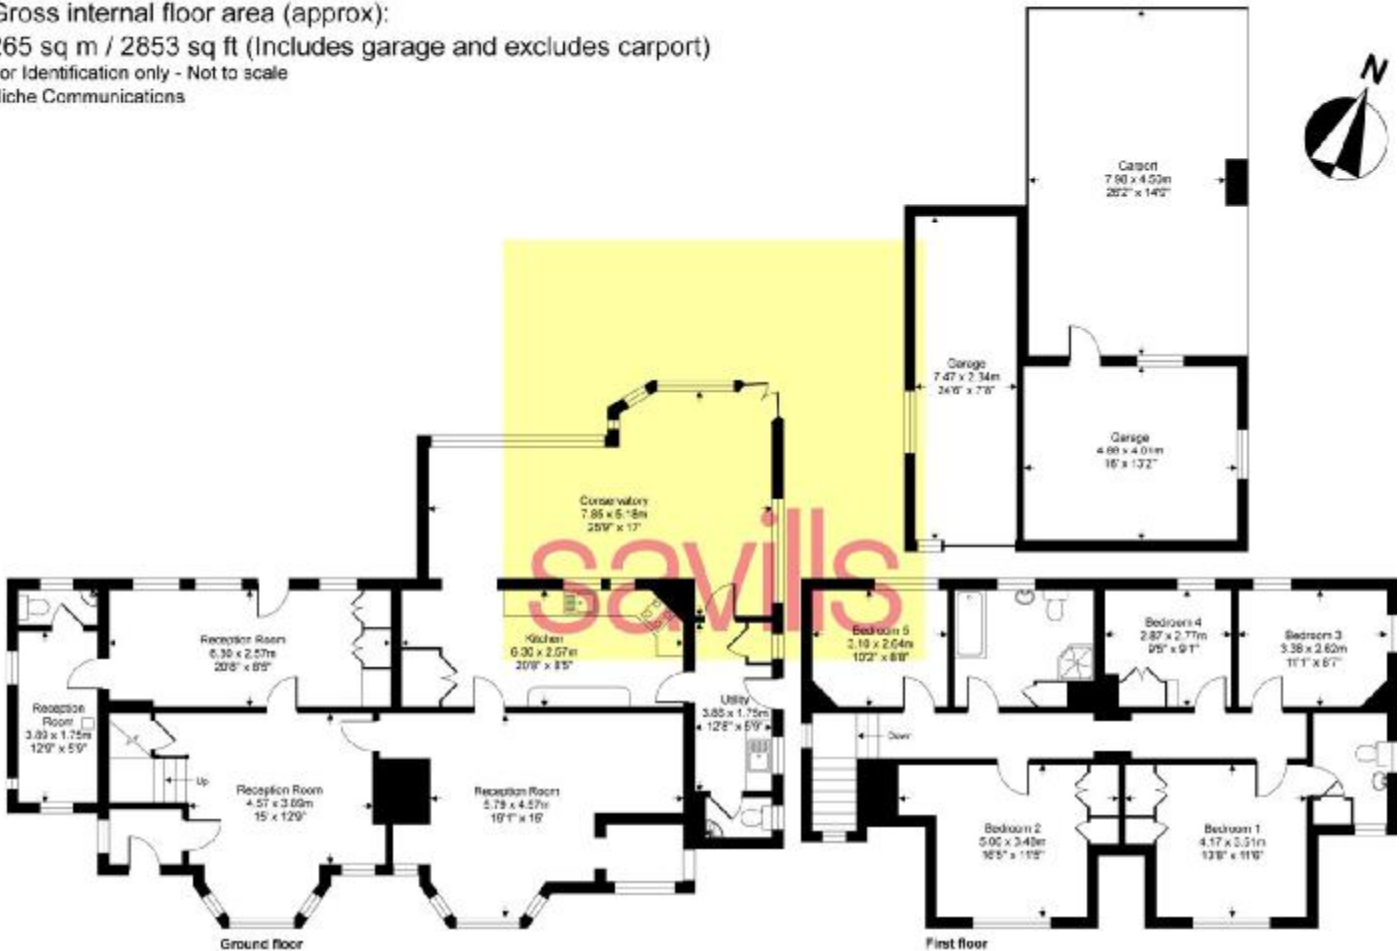 Gross internal floor area (approx):
265 sq m / 2853 sq ft (Includes garage and excludes carport)
For Identification only - Not to scale
Niche Communications
N
Carport
7.98 x 4.50m
26'2" x 14'9"
Garage
7.47 x 2.34m
24'6" x 7'8"
Garage
4.88 x 4.01m
16' x 13'2"
Conservatory
7.85 x 5.18m
25'9" x 17'
savills
Reception Room
6.30 x 2.57m
20'8" x 8'5"
Kitchen
6.30 x 2.57m
20'8" x 8'5"
Reception
Room
3.89 x 1.75m
12'9" x 5'9"
Utility
3.86 x 1.75m
12'8" x 5'9"
Up
Reception Room
4.57 x 3.89m
15' x 12'9"
Reception Room
5.79 x 4.57m
19' x 15'
Ground floor
Bedroom 5
3.10 x 2.64m
10'2" x 8'8"
Bedroom 4
2.87 x 2.77m
9'5" x 9'1"
Bedroom 3
3.38 x 2.62m
11'1" x 8'7"
Down
Bedroom 2
5.00 x 3.48m
16'5" x 11'5"
Bedroom 1
4.17 x 3.51m
13'8" x 11'6"
First floor